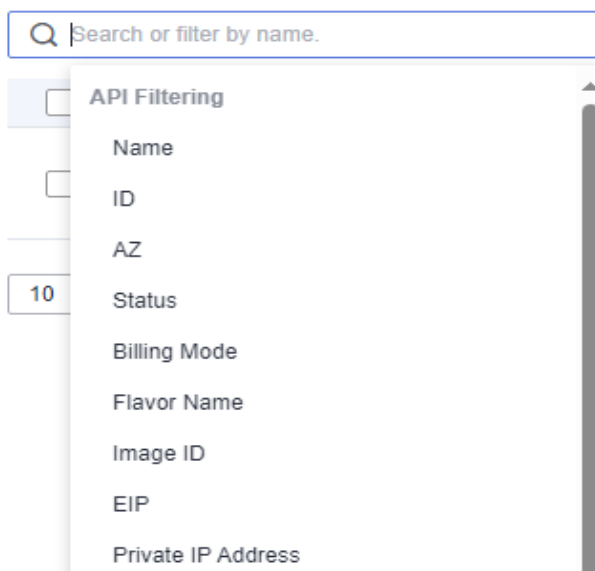 Search or filter by name.
API Filtering
Name
ID
AZ
Status
10
Billing Mode
Flavor Name
Image ID
EIP
Private IP Address